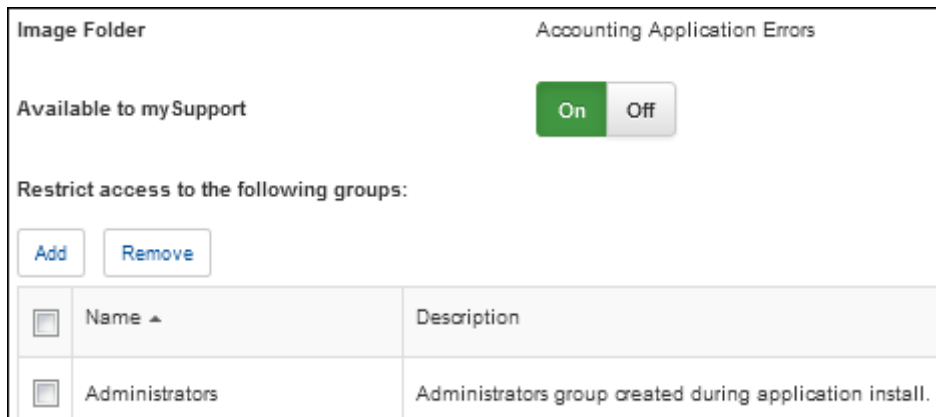 Image Folder Accounting Application Errors
Available to mySupport On Off
Restrict access to the following groups:
Add Remove
Name Description
Administrators Administrators group created during application install.